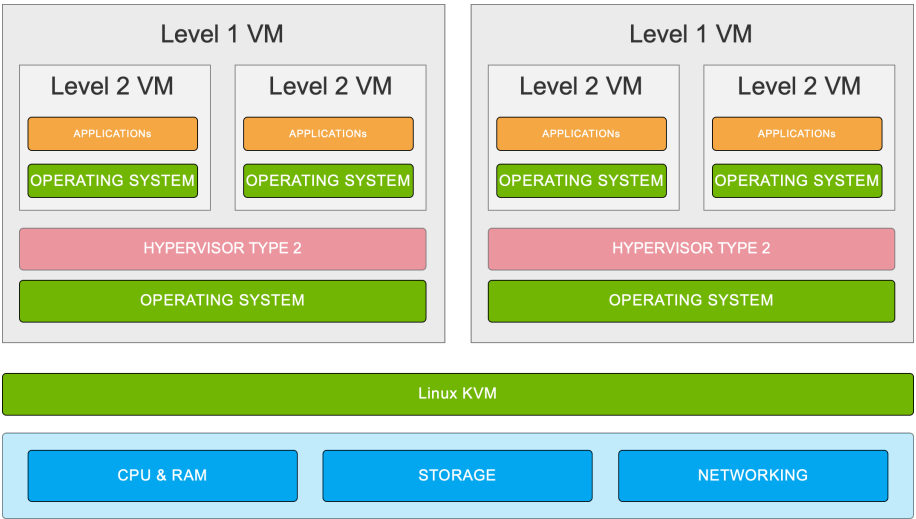 Level 1 VM
Level 2 VM
APPLICATIONs
OPERATING SYSTEM
Level 2 VM
APPLICATIONs
OPERATING SYSTEM
HYPERVISOR TYPE 2
OPERATING SYSTEM
Level 1 VM
Level 2 VM
APPLICATIONs
OPERATING SYSTEM
Level 2 VM
APPLICATIONs
OPERATING SYSTEM
HYPERVISOR TYPE 2
OPERATING SYSTEM
Linux KVM
CPU & RAM
STORAGE
NETWORKING